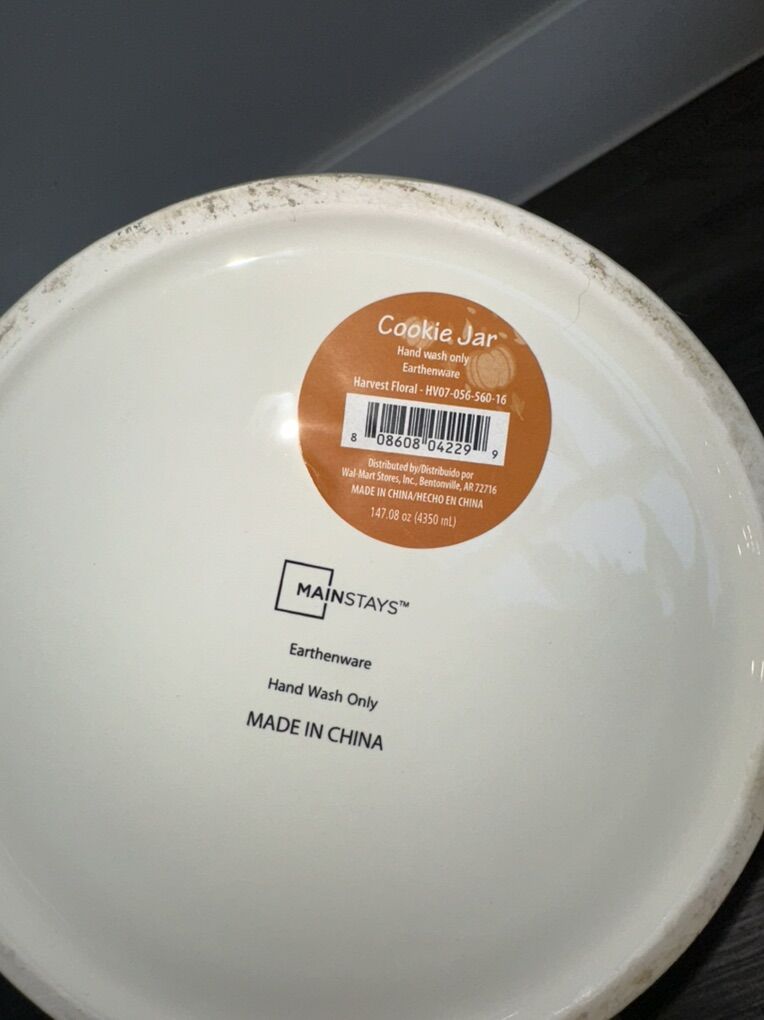 Cookie Jar
Hand wash only
Earthenware
Harvest Floral - HV07-056-560-16
8 08608 04229 9
Distributed by/Distribuido por
Wal-Mart Stores, Inc., Bentonville, AR 72716
MADE IN CHINA/HECHO EN CHINA
147.08 oz (4350 mL)
MAINSTAYS™
Earthenware
Hand Wash Only
MADE IN CHINA